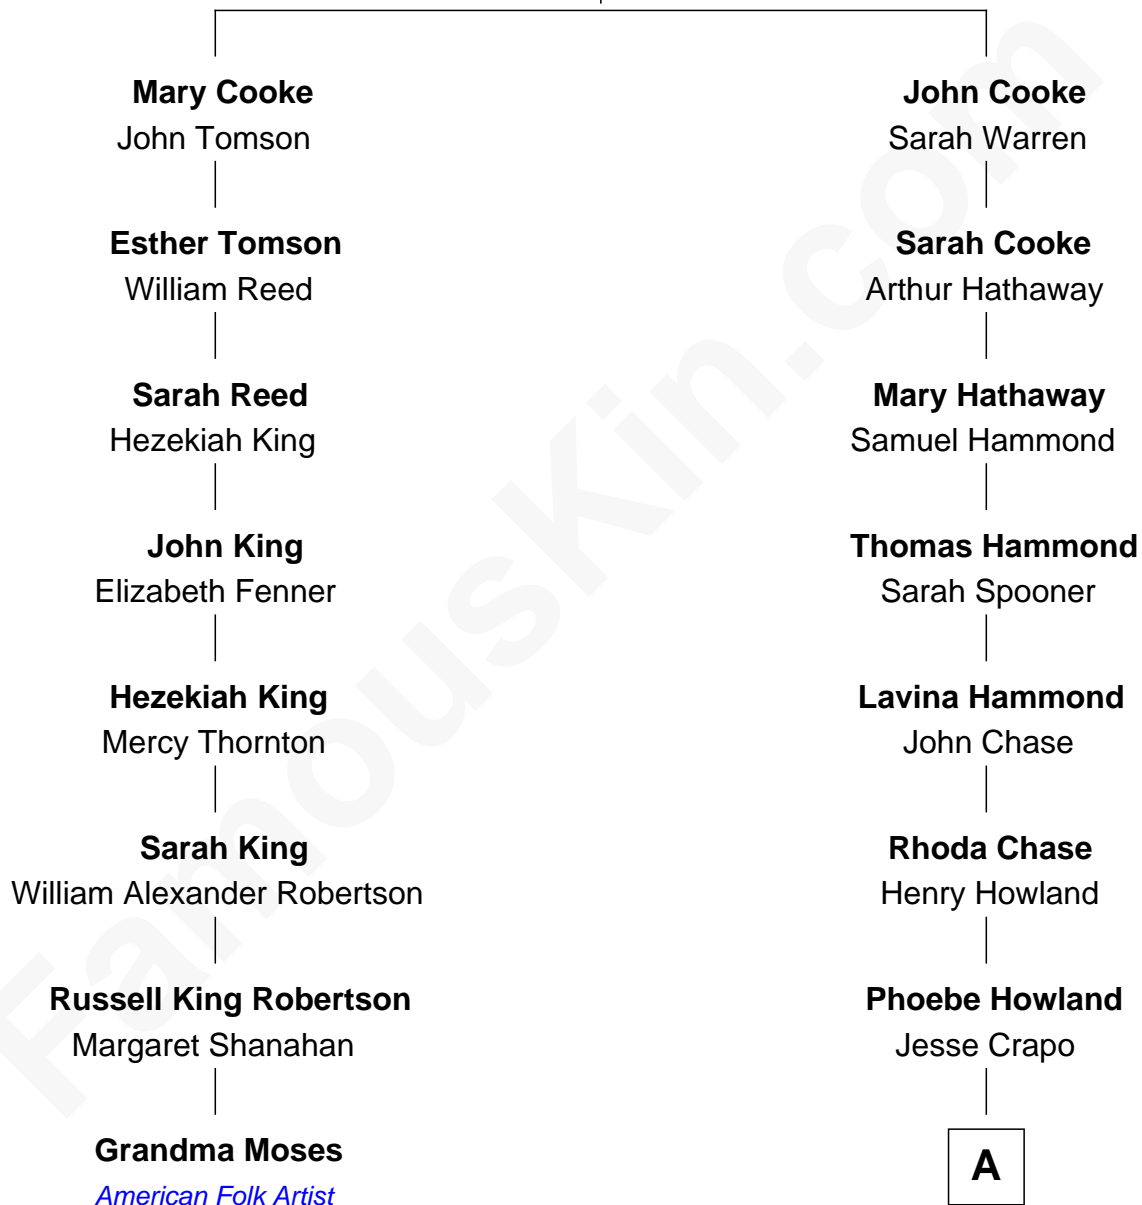 Mary Cooke
John Tomson
Esther Tomson
William Reed
Sarah Reed
Hezekiah King
John King
Elizabeth Fenner
Hezekiah King
Mercy Thornton
Sarah King
William Alexander Robertson
Russell King Robertson
Margaret Shanahan
Grandma Moses
American Folk Artist
John Cooke
Sarah Warren
Sarah Cooke
Arthur Hathaway
Mary Hathaway
Samuel Hammond
Thomas Hammond
Sarah Spooner
Lavina Hammond
John Chase
Rhoda Chase
Henry Howland
Phoebe Howland
Jesse Crapo
A
FamousKin.com